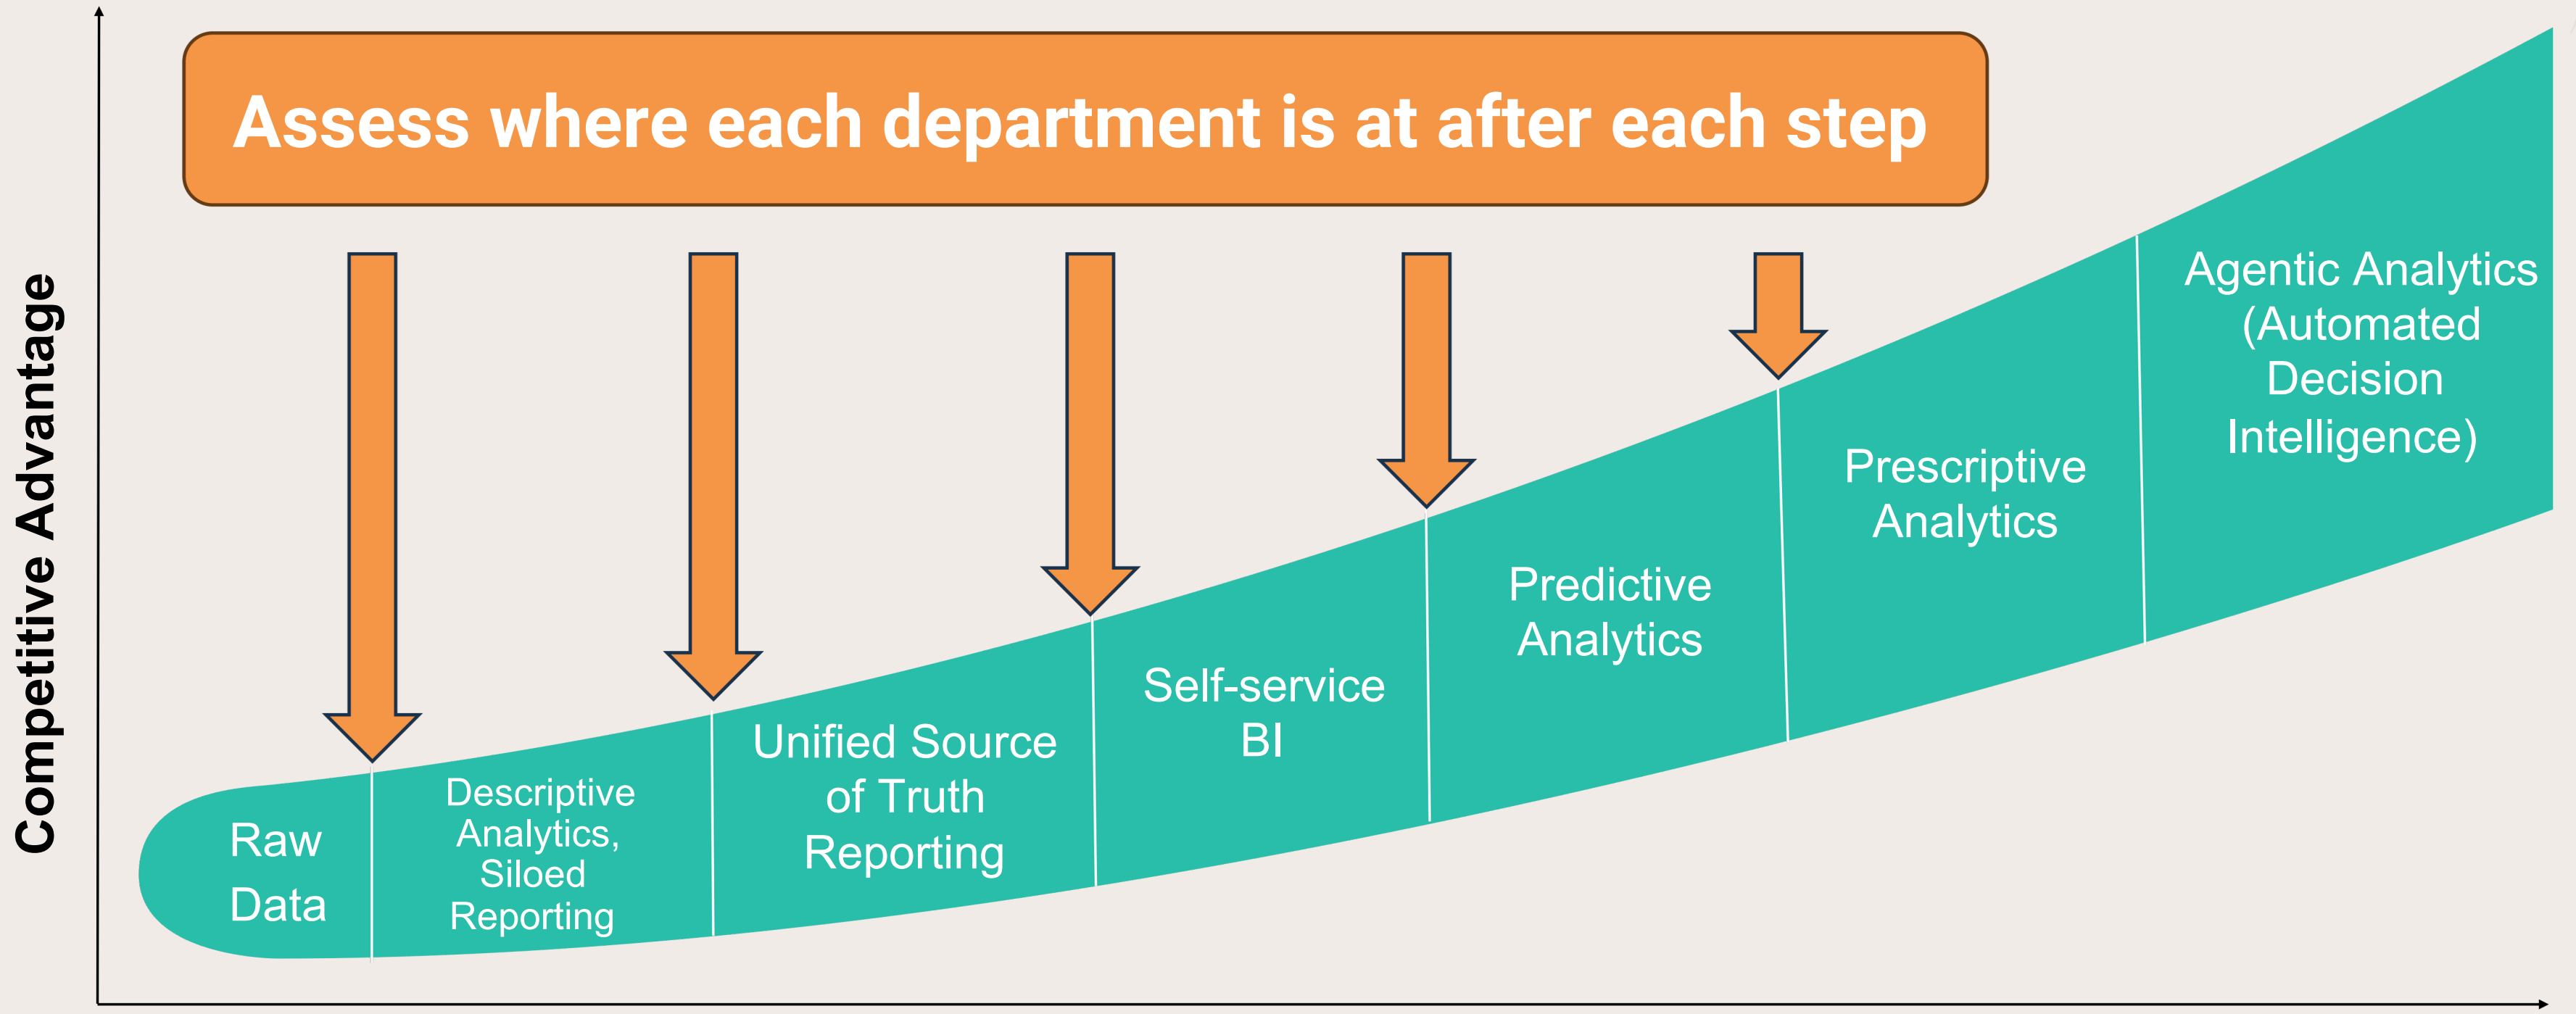 Assess where each department is at after each step
Competitive Advantage
Raw
Data
Descriptive
Analytics,
Siloed
Reporting
Unified Source
of Truth
Reporting
Self-service
BI
Predictive
Analytics
Prescriptive
Analytics
Agentic Analytics
(Automated
Decision
Intelligence)